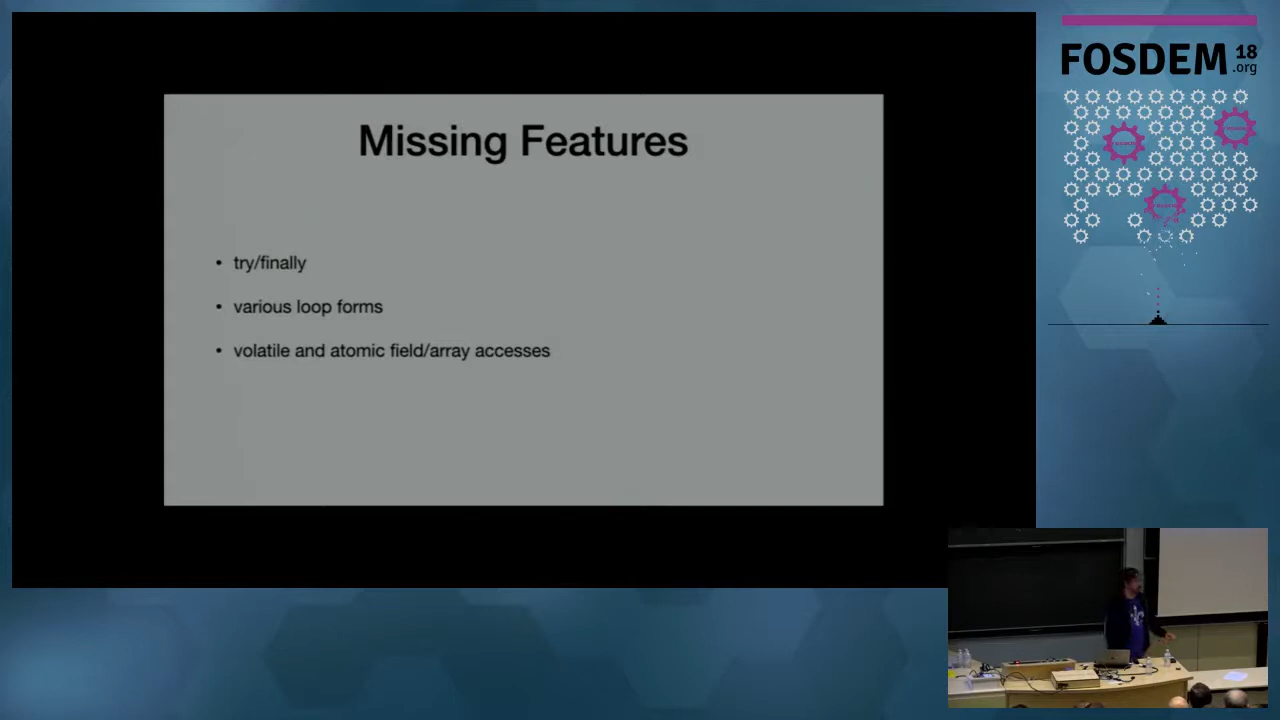 Missing Features
• try/finally
• various loop forms
• volatile and atomic field/array accesses
FOSDEM 18
.org